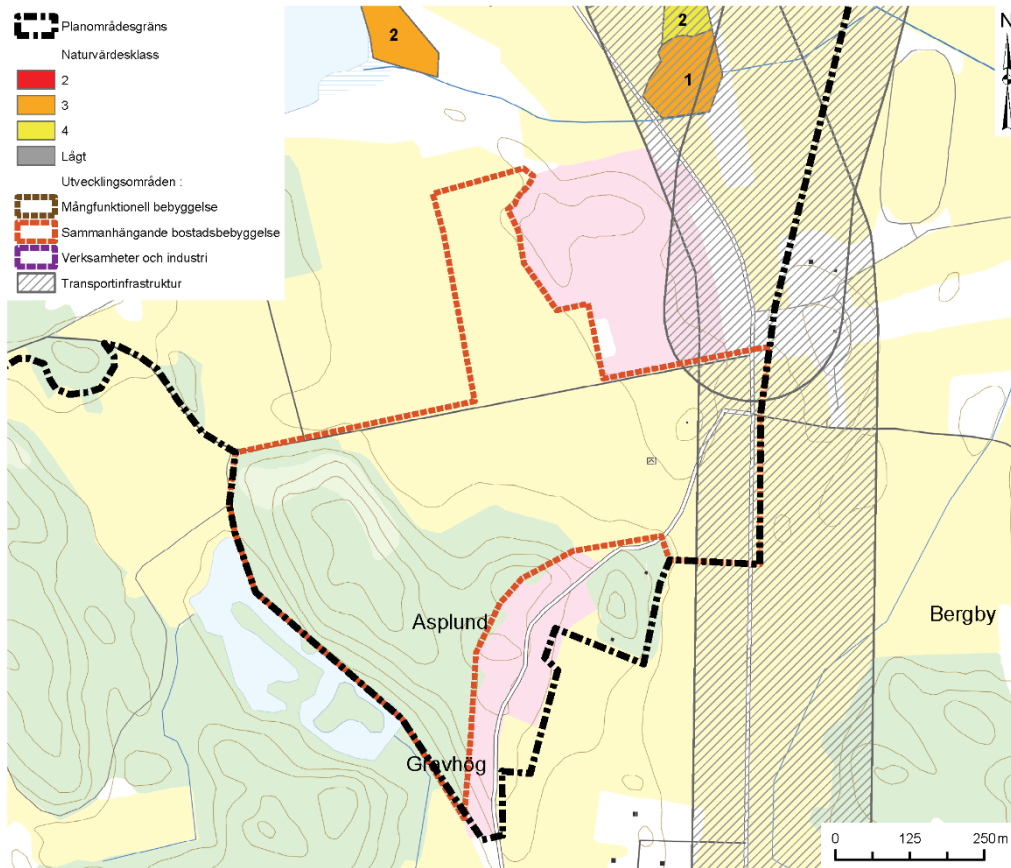 Planområdesgräns
Naturvärdesklass
2
3
4
Lågt
Utvecklingsområden :
Mångfunktionell bebyggelse
Sammanhängande bostadsbebyggelse
Verksamheter och industri
Transportinfrastruktur
2
2
1
N
Asplund
Bergby
Gravhög
0 125 250 m